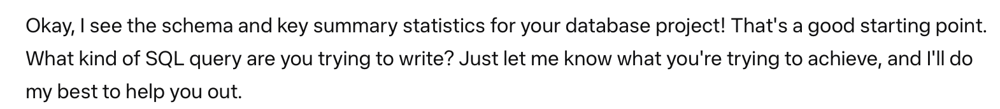 Okay, I see the schema and key summary statistics for your database project! That's a good starting point.
What kind of SQL query are you trying to write? Just let me know what you're trying to achieve, and I'll do
my best to help you out.